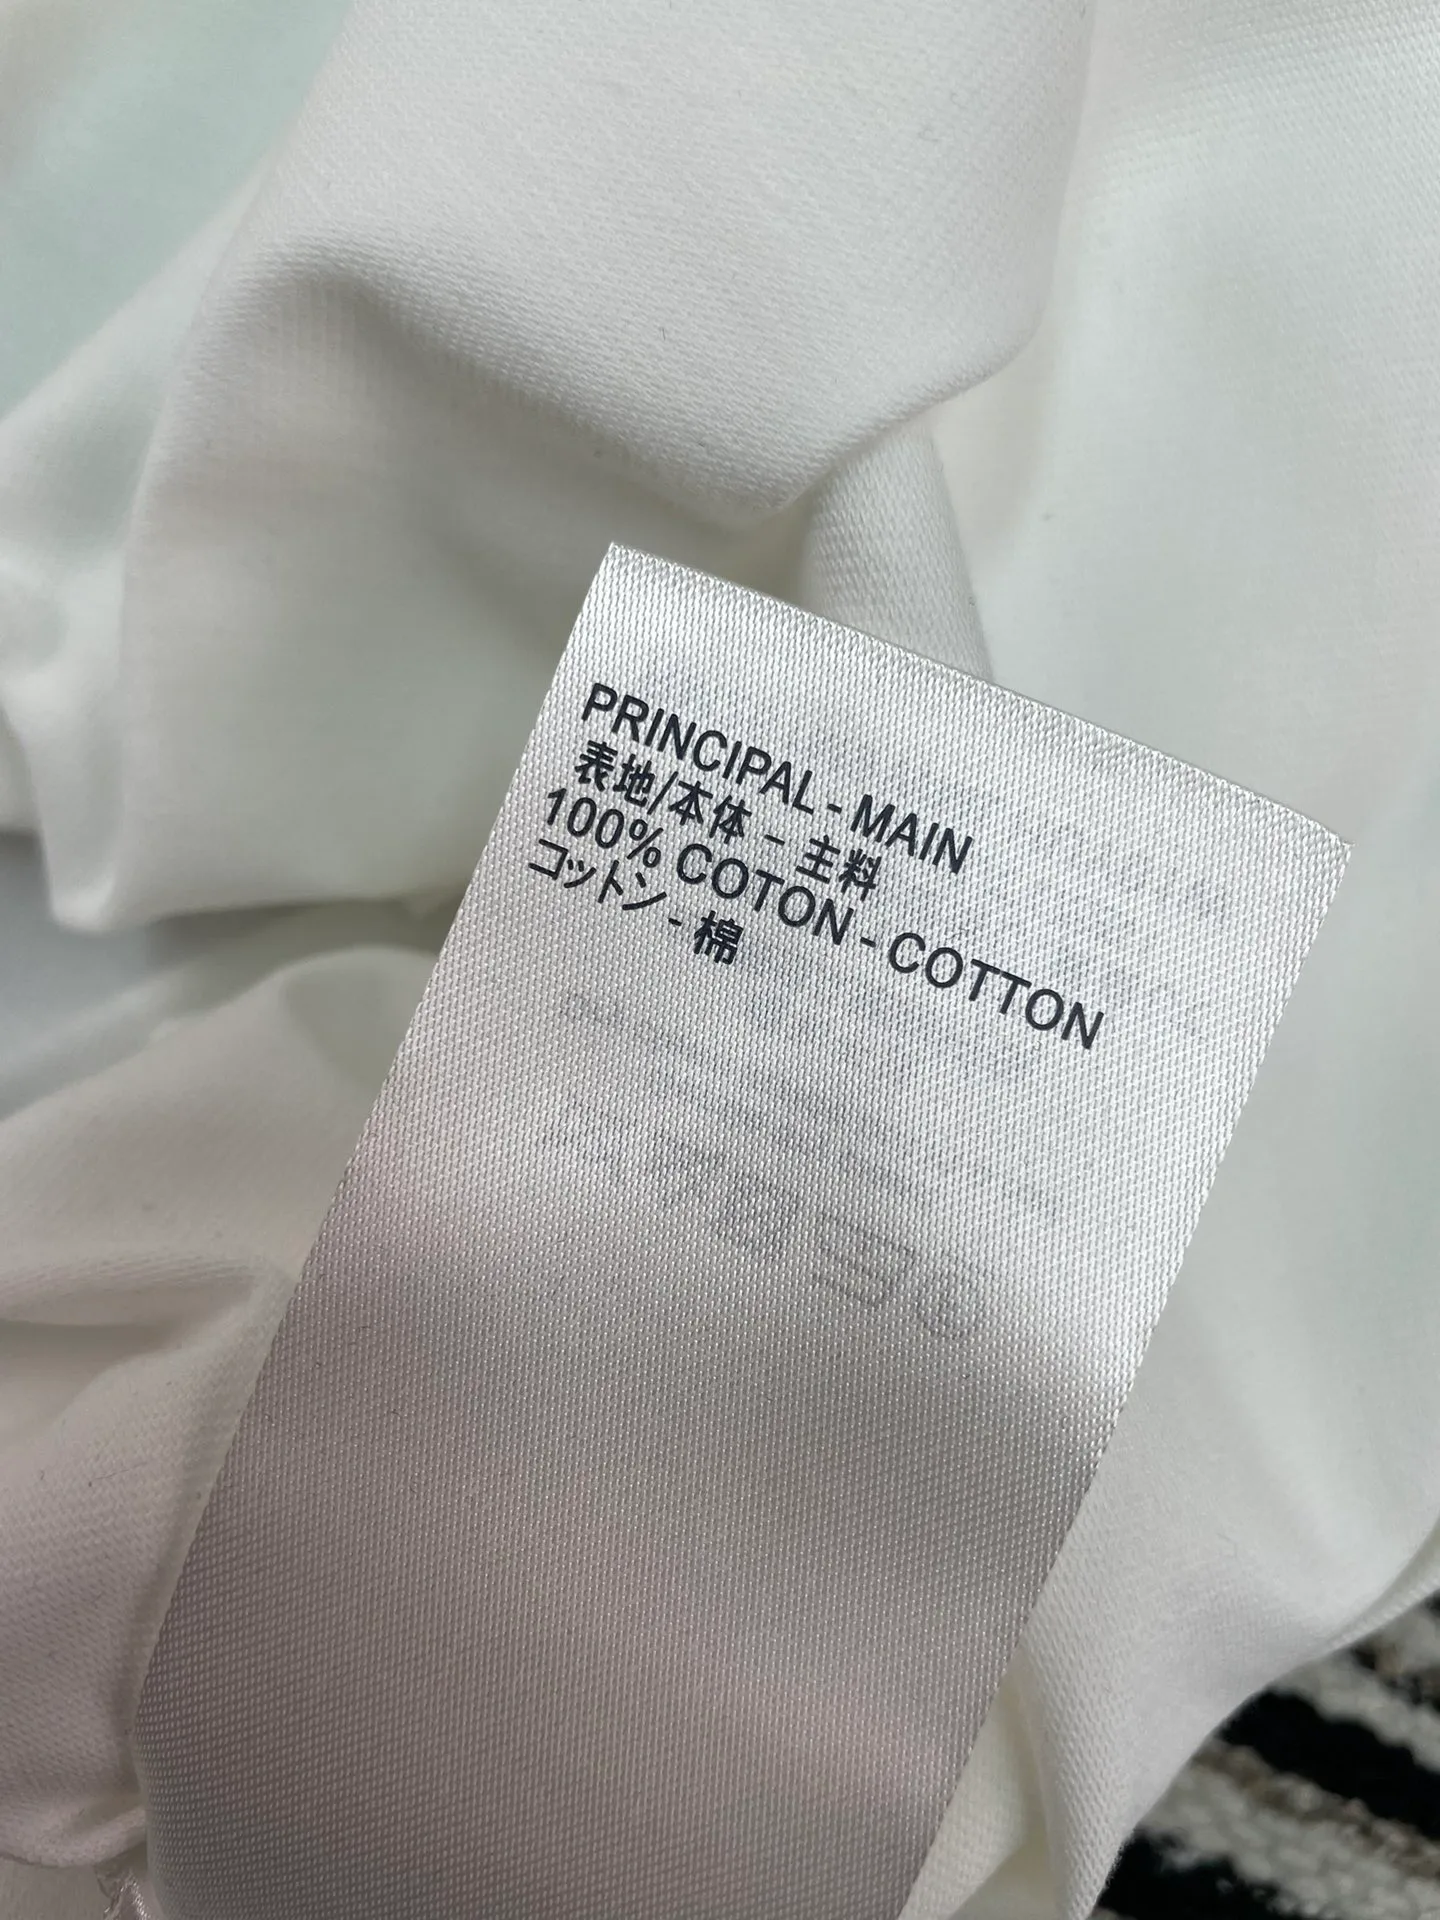 PRINCIPAL - MAIN
表地/本体 - 主料
100% COTON - COTTON
コットン - 棉